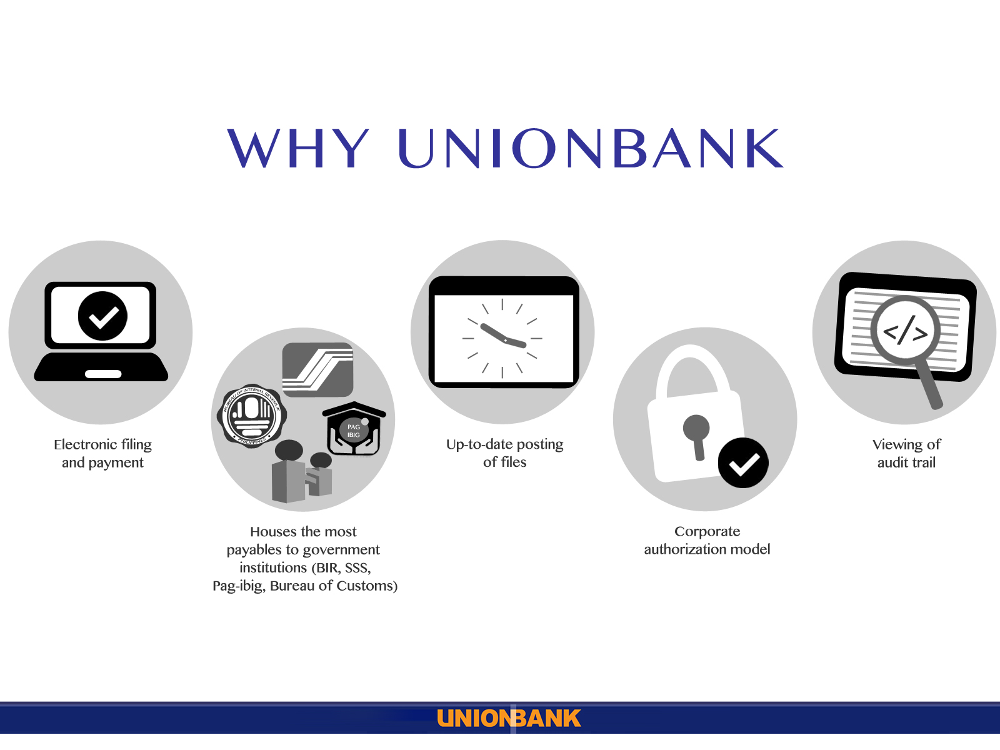 WHY UNIONBANK
Electronic filing
and payment
BUREAU OF INTERNAL REVENUE
PHILIPPINES
PAG
IBIG
Houses the most
payables to government
institutions (BIR, SSS,
Pag-ibig, Bureau of Customs)
Up-to-date posting
of files
Corporate
authorization model
</>
Viewing of
audit trail
UNIONBANK